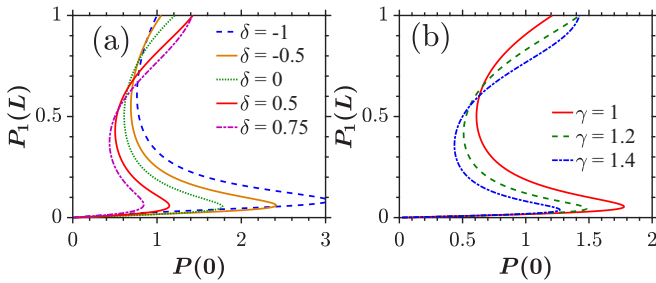 (a)
δ = -1
δ = -0.5
δ = 0
δ = 0.5
δ = 0.75
P₁(L)
1
0.5
0
0 1 2 3
P(0)
(b)
γ = 1
γ = 1.2
γ = 1.4
P₁(L)
1
0.5
0
0 0.5 1 1.5 2
P(0)